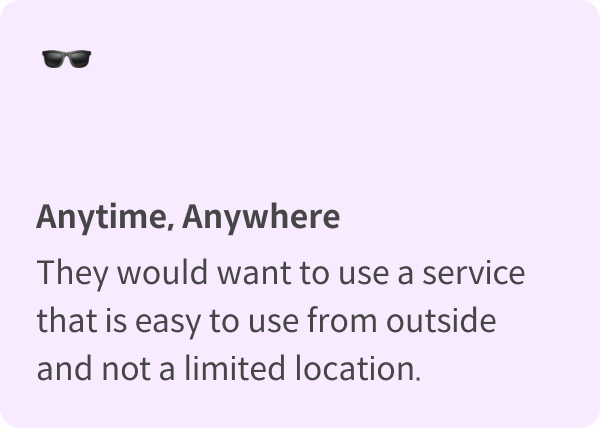 Anytime, Anywhere
They would want to use a service
that is easy to use from outside
and not a limited location.